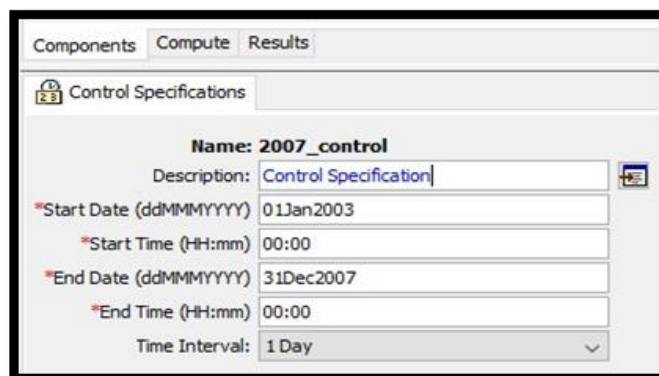 Components Compute Results
Control Specifications
Name: 2007_control
Description: Control Specification
*Start Date (ddMMMYYYY) 01Jan2003
*Start Time (HH:mm) 00:00
*End Date (ddMMMYYYY) 31Dec2007
*End Time (HH:mm) 00:00
Time Interval: 1 Day